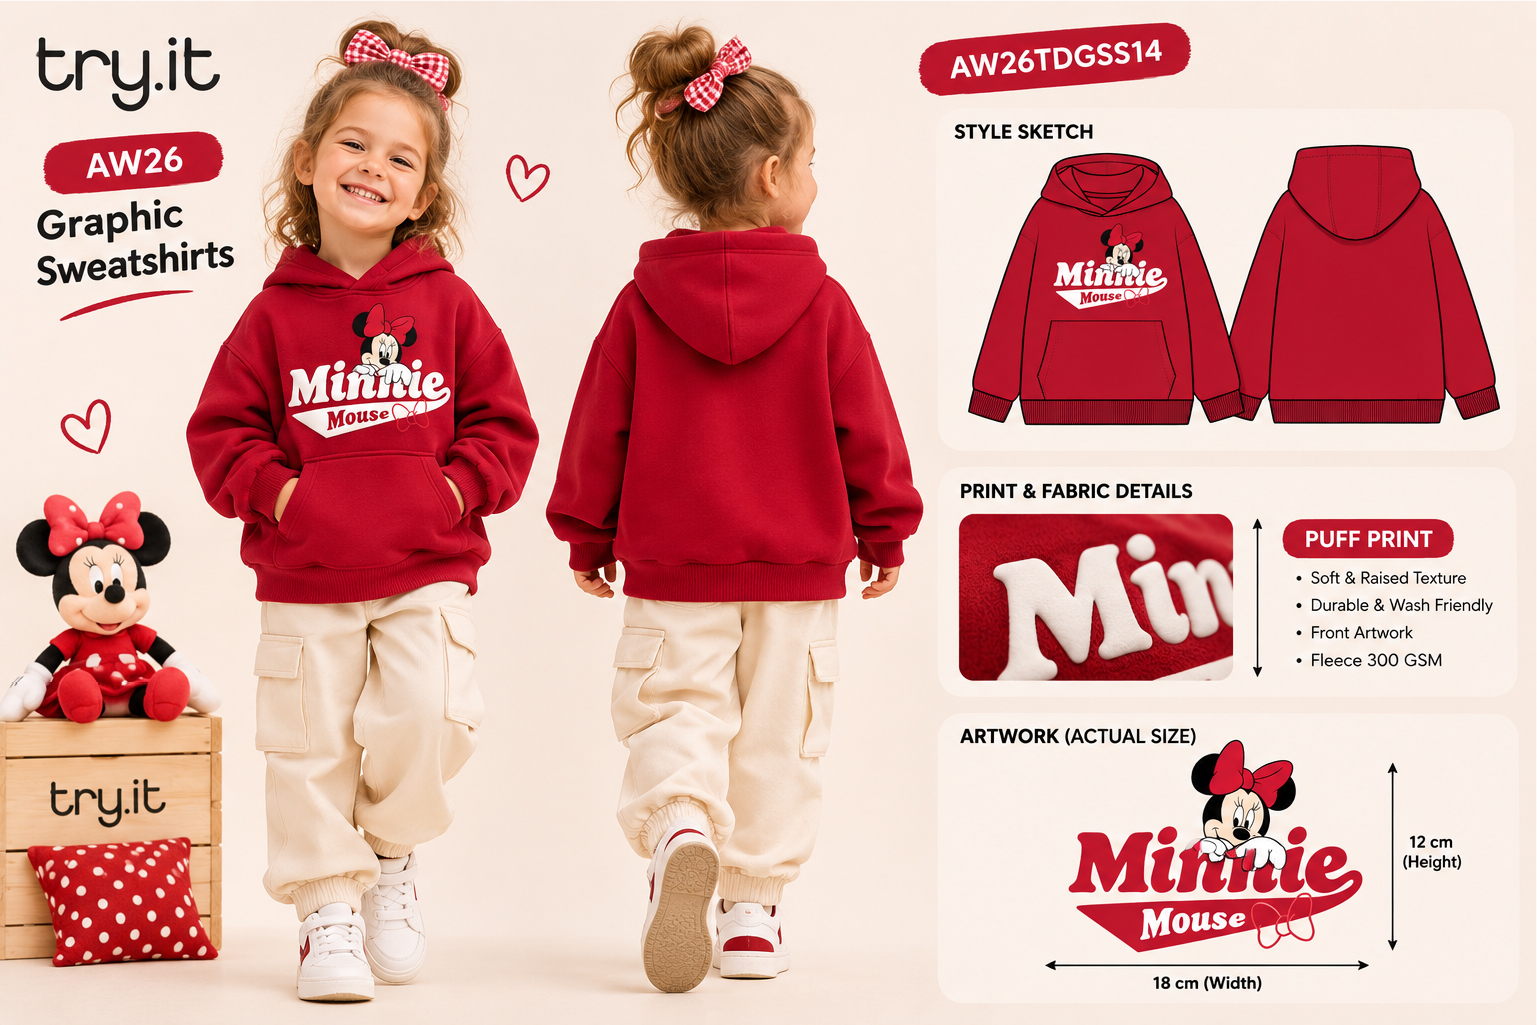 try.it
AW26
Graphic
Sweatshirts
Minnie
Mouse
try.it
AW26TDGSS14
STYLE SKETCH
Minnie
Mouse
PRINT & FABRIC DETAILS
Min
PUFF PRINT
• Soft & Raised Texture
• Durable & Wash Friendly
• Front Artwork
• Fleece 300 GSM
ARTWORK (ACTUAL SIZE)
Minnie
Mouse
12 cm
(Height)
18 cm (Width)